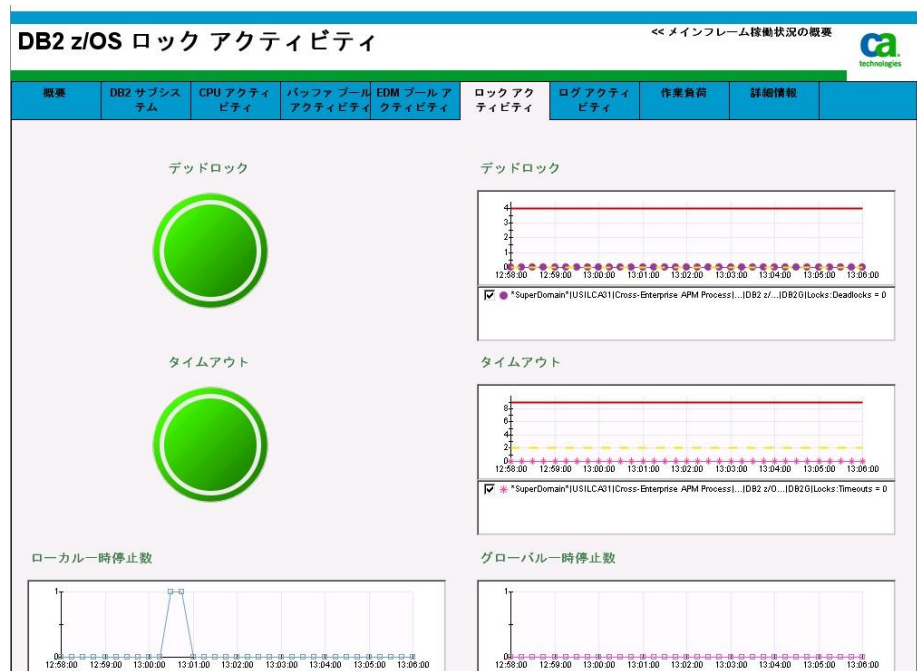 DB2 z/OS ロック アクティビティ
<< メインフレーム稼働状況の概要
ca
technologies
概要
DB2 サブシス
テム
CPU アクティ
ビティ
バッファ プール
アクティビティ
EDM プール ア
クティビティ
ロック アク
ティビティ
ログ アクティ
ビティ
作業負荷
詳細情報
デッドロック
デッドロック
4
3
2
1
0
12:58:00 12:59:00 13:00:00 13:01:00 13:02:00 13:03:00 13:04:00 13:05:00 13:06:00
*SuperDomain*|USILCA31|Cross-Enterprise APM Process|...|DB2 z/...|DB2G|Locks:Deadlocks = 0
タイムアウト
タイムアウト
8
6
4
2
0
12:58:00 12:59:00 13:00:00 13:01:00 13:02:00 13:03:00 13:04:00 13:05:00 13:06:00
*SuperDomain*|USILCA31|Cross-Enterprise APM Process|...|DB2 z/O...|DB2G|Locks:Timeouts = 0
ローカル一時停止数
グローバル一時停止数
1
0
12:58:00 12:59:00 13:00:00 13:01:00 13:02:00 13:03:00 13:04:00 13:05:00 13:06:00
1
0
12:58:00 12:59:00 13:00:00 13:01:00 13:02:00 13:03:00 13:04:00 13:05:00 13:06:00